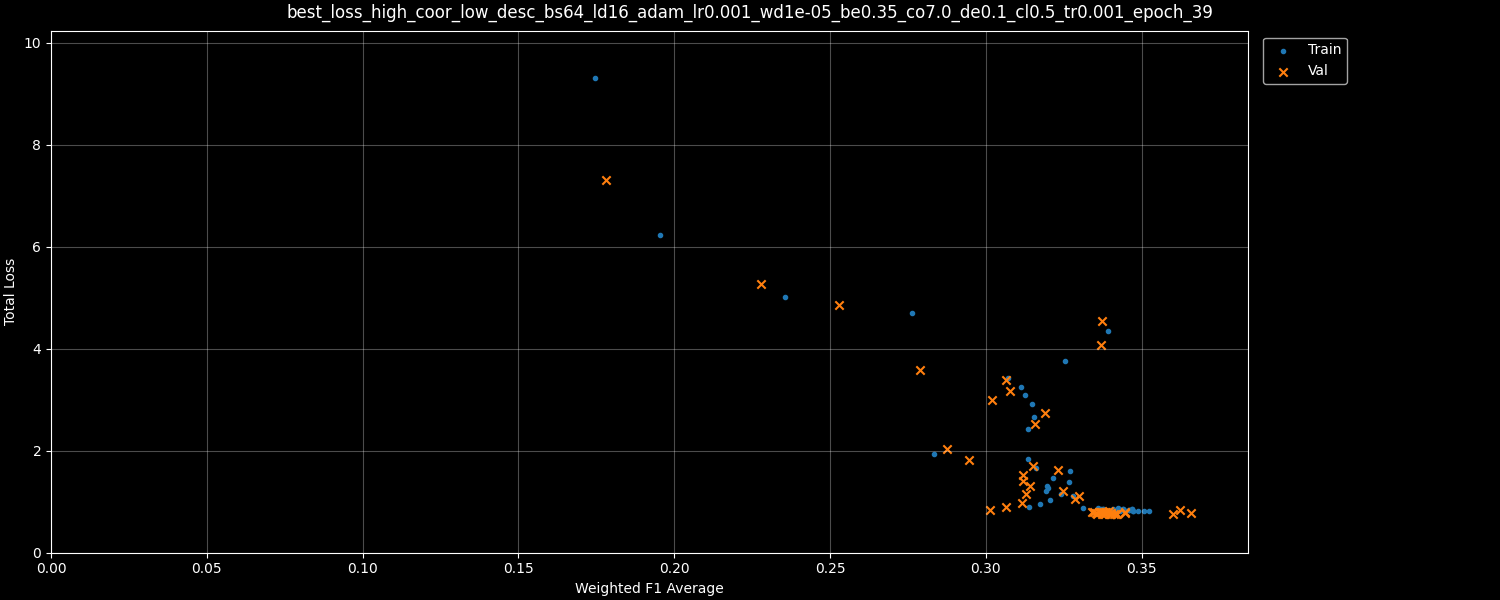 best_loss_high_coor_low_desc_bs64_ld16_adam_lr0.001_wd1e-05_be0.35_co7.0_de0.1_cl0.5_tr0.001_epoch_39
Train
Val
10
8
6
4
2
0
Total Loss
0.00 0.05 0.10 0.15 0.20 0.25 0.30 0.35
Weighted F1 Average